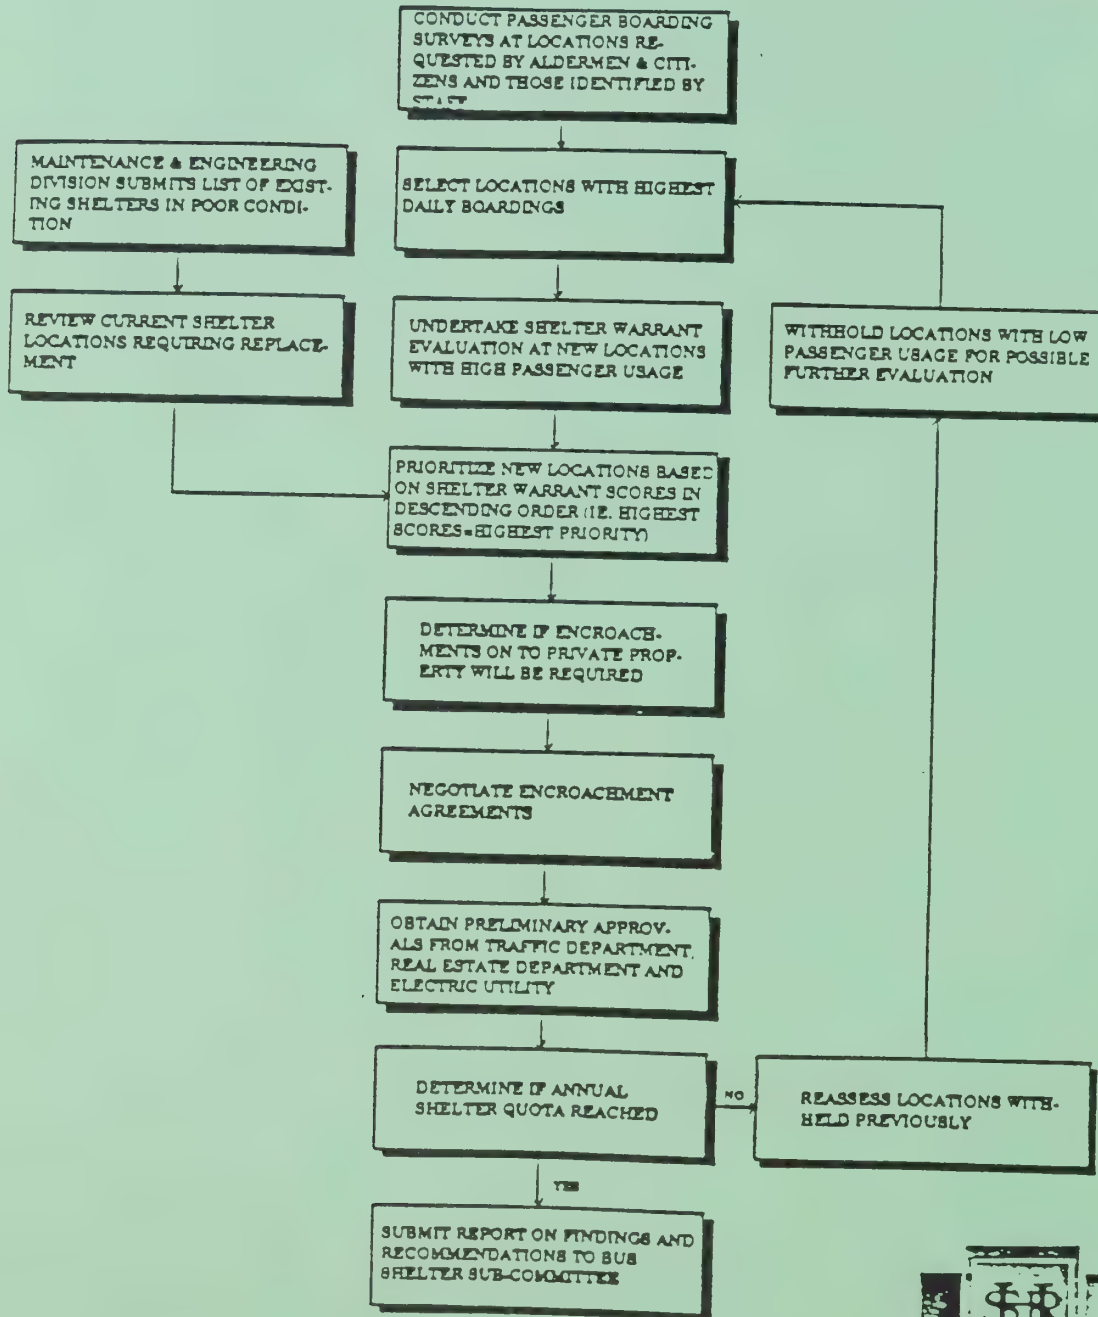 CONDUCT PASSENGER BOARDING
SURVEYS AT LOCATIONS RE-
QUESTED BY ALDERMEN & CITI-
ZENS AND THOSE IDENTIFIED BY
STAFF
MAINTENANCE & ENGINEERING
DIVISION SUBMITS LIST OF EXIST-
ING SHELTERS IN POOR CONDI-
TION
SELECT LOCATIONS WITH HIGHEST
DAILY BOARDINGS
REVIEW CURRENT SHELTER
LOCATIONS REQUIRING REPLACE-
MENT
UNDERTAKE SHELTER WARRANT
EVALUATION AT NEW LOCATIONS
WITH HIGH PASSENGER USAGE
WITHHOLD LOCATIONS WITH LOW
PASSENGER USAGE FOR POSSIBLE
FURTHER EVALUATION
PRIORITIZE NEW LOCATIONS BASED
ON SHELTER WARRANT SCORES IN
DESCENDING ORDER (IE. HIGHEST
SCORES=HIGHEST PRIORITY)
DETERMINE IF ENCROACH-
MENTS ON TO PRIVATE PROP-
ERTY WILL BE REQUIRED
NEGOTIATE ENCROACHMENT
AGREEMENTS
OBTAIN PRELIMINARY APPROV-
ALS FROM TRAFFIC DEPARTMENT,
REAL ESTATE DEPARTMENT AND
ELECTRIC UTILITY
DETERMINE IF ANNUAL
SHELTER QUOTA REACHED
NO
REASSESS LOCATIONS WITH-
HELD PREVIOUSLY
YES
SUBMIT REPORT ON FINDINGS AND
RECOMMENDATIONS TO BUS
SHELTER SUB-COMMITTEE